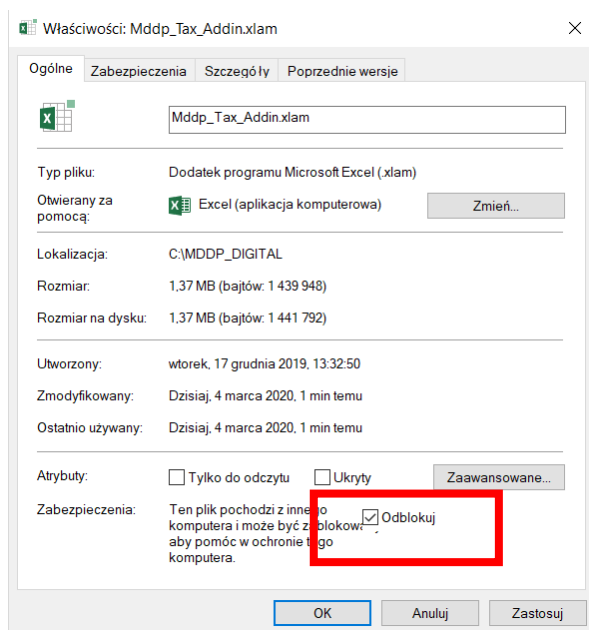 Właściwości: Mddp_Tax_Addin.xlam
Ogólne Zabezpieczenia Szczegóły Poprzednie wersje
Mddp_Tax_Addin.xlam
Typ pliku: Dodatek programu Microsoft Excel (.xlam)
Otwierany za
pomocą:
Excel (aplikacja komputerowa) Zmień...
Lokalizacja: C:\MDDP_DIGITAL
Rozmiar: 1,37 MB (bajtów: 1 439 948)
Rozmiar na dysku: 1,37 MB (bajtów: 1 441 792)
Utworzony: wtorek, 17 grudnia 2019, 13:32:50
Zmodyfikowany: Dzisiaj, 4 marca 2020, 1 min temu
Ostatnio używany: Dzisiaj, 4 marca 2020, 1 min temu
Atrybuty: Tylko do odczytu Ukryty Zaawansowane...
Zabezpieczenia: Ten plik pochodzi z
komputera i może być
aby pomóc w ochronie
komputera.
Odblokuj
OK Anuluj Zastosuj